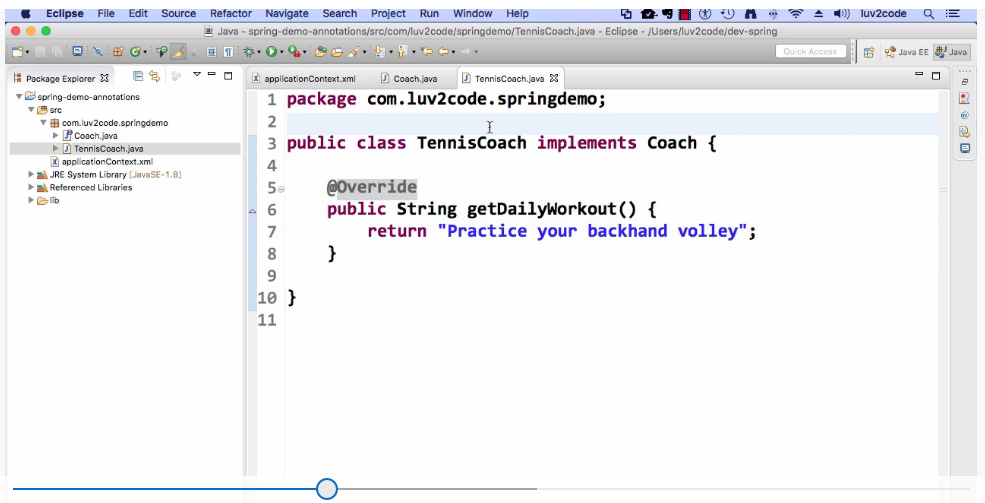 Eclipse File Edit Source Refactor Navigate Search Project Run Window Help luv2code
Java - spring-demo-annotations/src/com/luv2code/springdemo/TennisCoach.java - Eclipse - /Users/luv2code/dev-spring
Quick Access Java EE Java
Package Explorer
applicationContext.xml Coach.java TennisCoach.java
spring-demo-annotations
src
com.luv2code.springdemo
Coach.java
TennisCoach.java
applicationContext.xml
JRE System Library [JavaSE-1.8]
Referenced Libraries
lib
1 package com.luv2code.springdemo;
2
3 public class TennisCoach implements Coach {
4
5 @Override
6 public String getDailyWorkout() {
7 return "Practice your backhand volley";
8 }
9
10 }
11